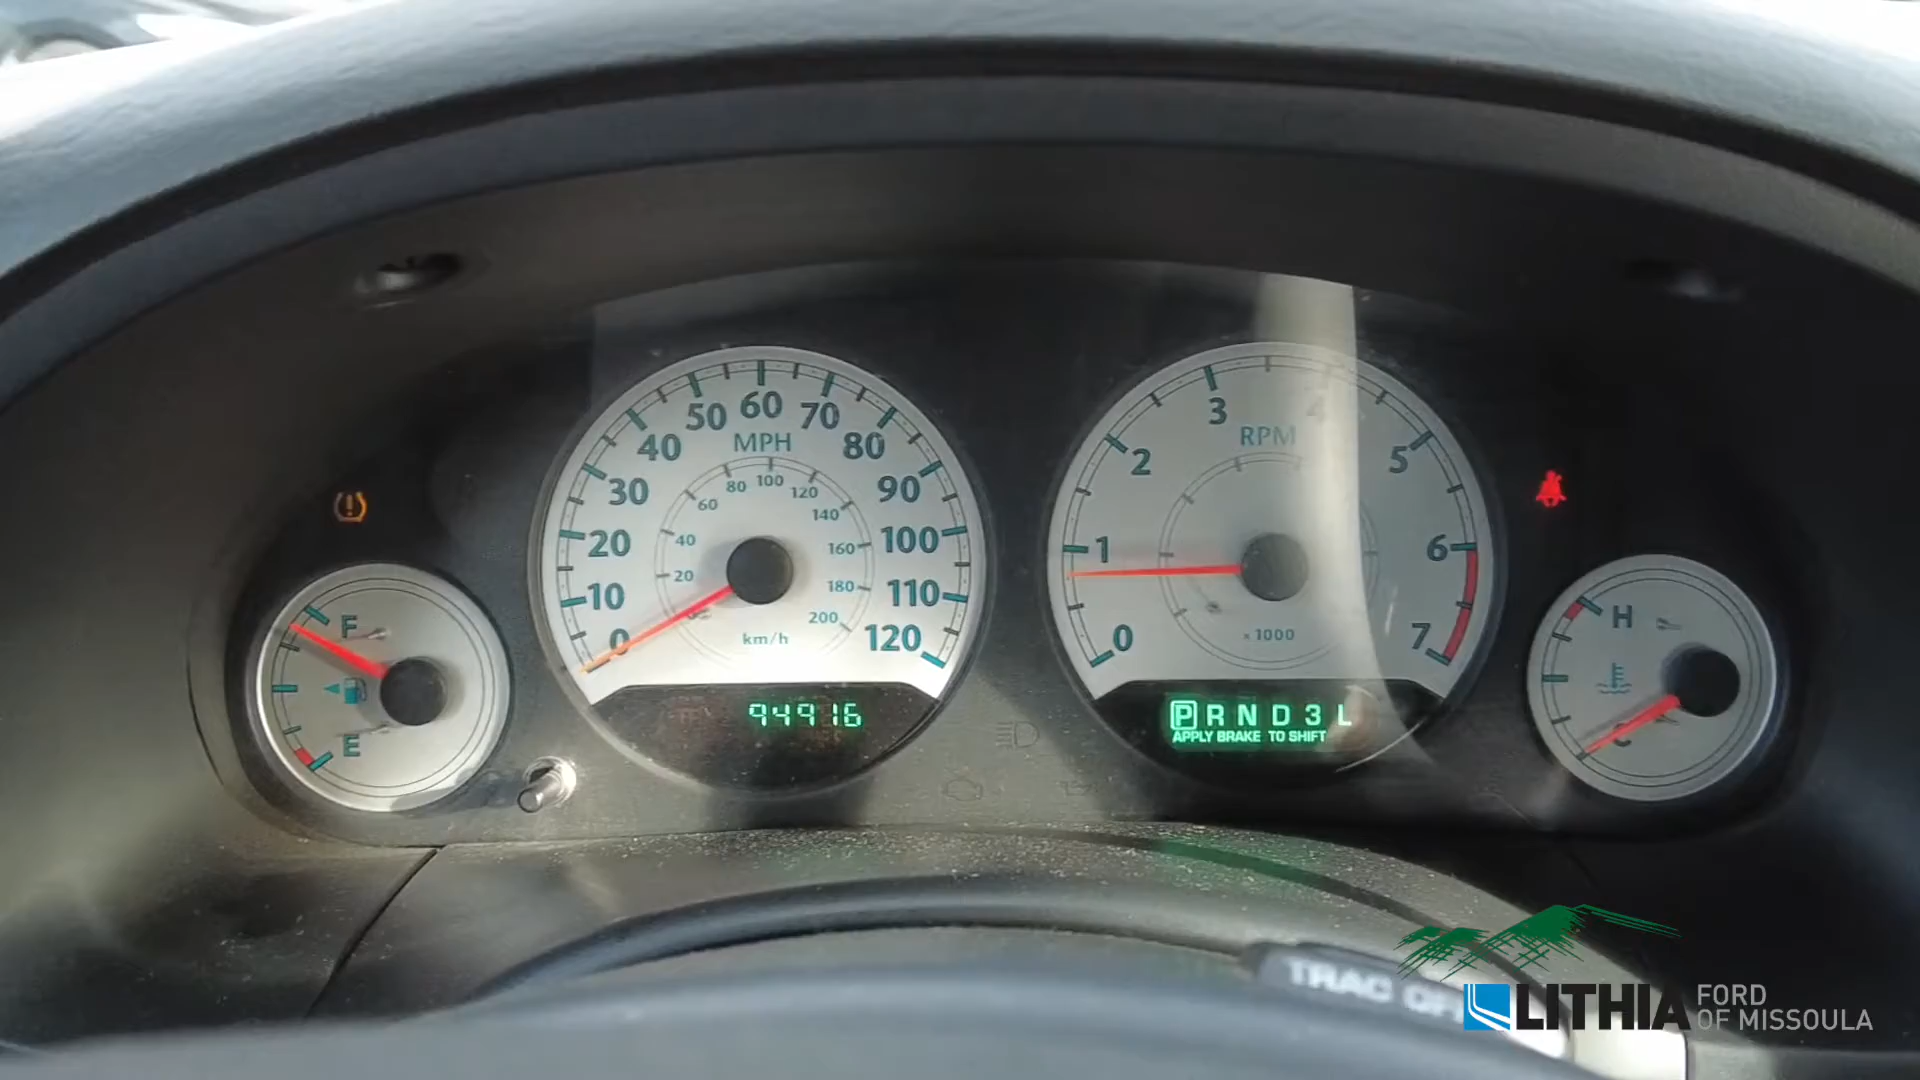 50 60 70
40 MPH 80
30 80 100 120 90
60 140
20 40 160 100
20 180 110
10 200
0 km/h 120
94916
3 4
2 RPM 5
1 6
0 x1000 7
P R N D 3 L
APPLY BRAKE TO SHIFT
F
E
H
C
TRAC OF
LITHIA FORD
OF MISSOULA